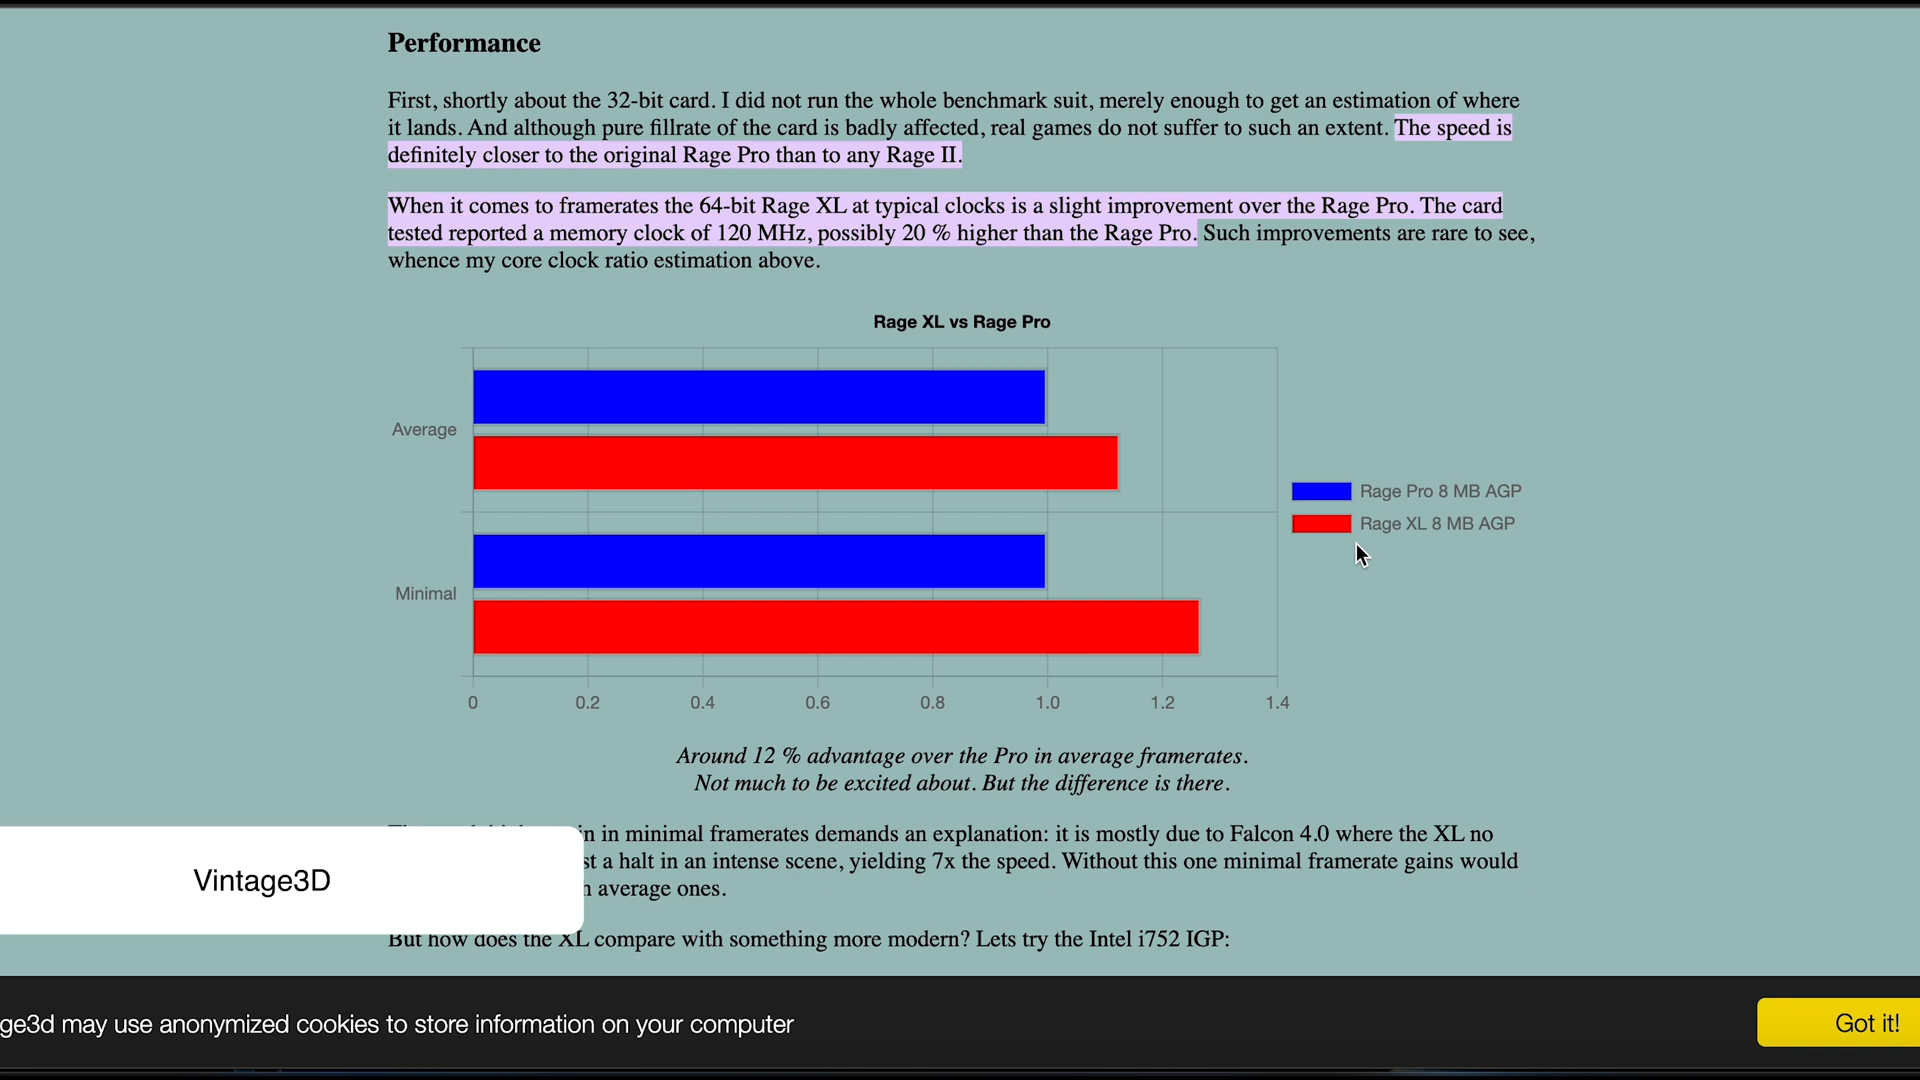 Performance
First, shortly about the 32-bit card. I did not run the whole benchmark suit, merely enough to get an estimation of where
it lands. And although pure fillrate of the card is badly affected, real games do not suffer to such an extent. The speed is
definitely closer to the original Rage Pro than to any Rage II.
When it comes to framerates the 64-bit Rage XL at typical clocks is a slight improvement over the Rage Pro. The card
tested reported a memory clock of 120 MHz, possibly 20 % higher than the Rage Pro. Such improvements are rare to see,
whence my core clock ratio estimation above.
Rage XL vs Rage Pro
Average
Minimal
Rage Pro 8 MB AGP
Rage XL 8 MB AGP
0 0.2 0.4 0.6 0.8 1.0 1.2 1.4
Around 12 % advantage over the Pro in average framerates.
Not much to be excited about. But the difference is there.
in minimal framerates demands an explanation: it is mostly due to Falcon 4.0 where the XL no
a halt in an intense scene, yielding 7x the speed. Without this one minimal framerate gains would
average ones.
Vintage3D
But how does the XL compare with something more modern? Lets try the Intel i752 IGP:
ge3d may use anonymized cookies to store information on your computer
Got it!